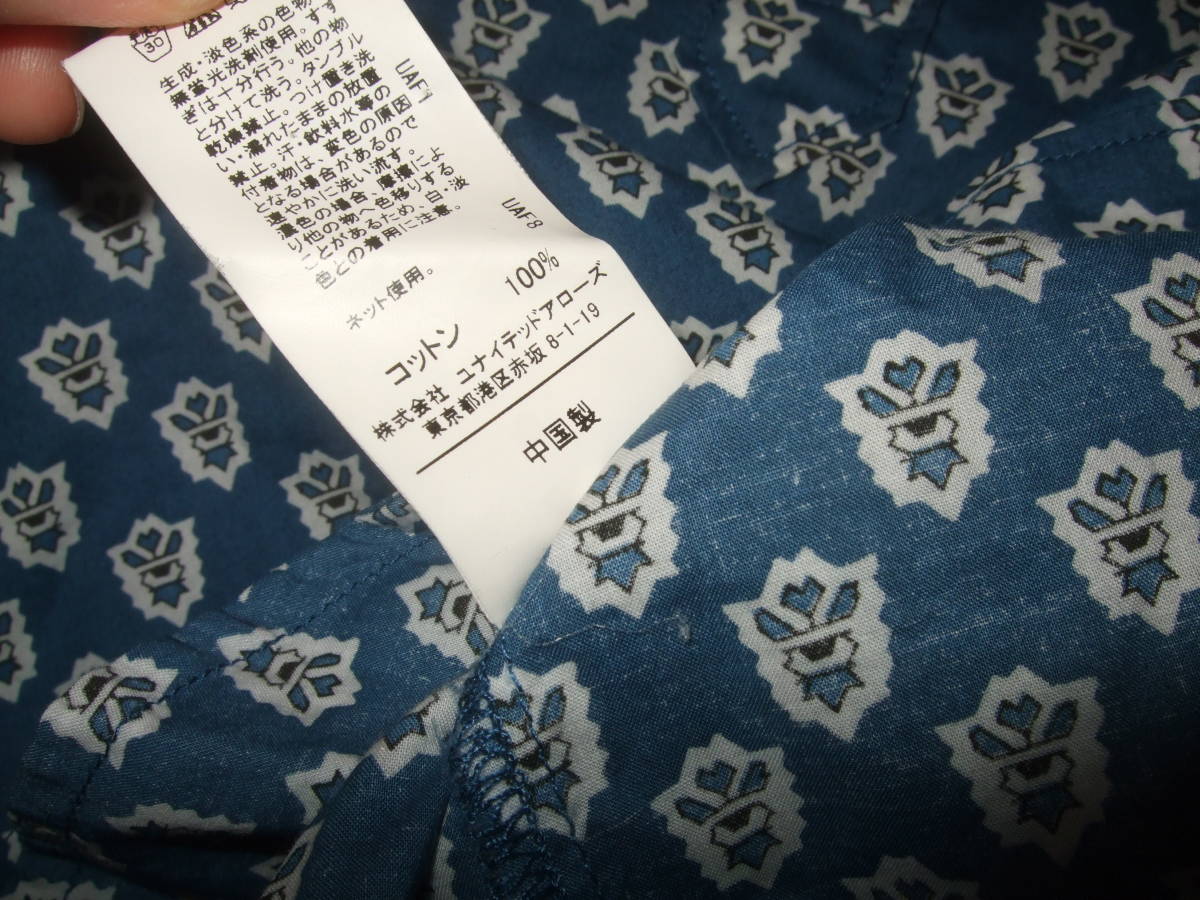 30
生成・淡色系の色物
無蛍光洗剤使用。すす
ぎは十分行う。他の物
と分けて洗う。タンブル
乾燥禁止。つけ置き洗
い・濡れたままの放置
禁止。汗・飲料水等の
付着物は、変色の原因
となる場合があるので
速やかに洗い流す。
濃色の場合、摩擦によ
り他の物へ色移りする
ことがあるため、白・淡
色との着用に注意。
ネット使用。
UAF1
UAF8
コットン 100%
株式会社 ユナイテッドアローズ
東京都港区赤坂 8-1-19
中国製